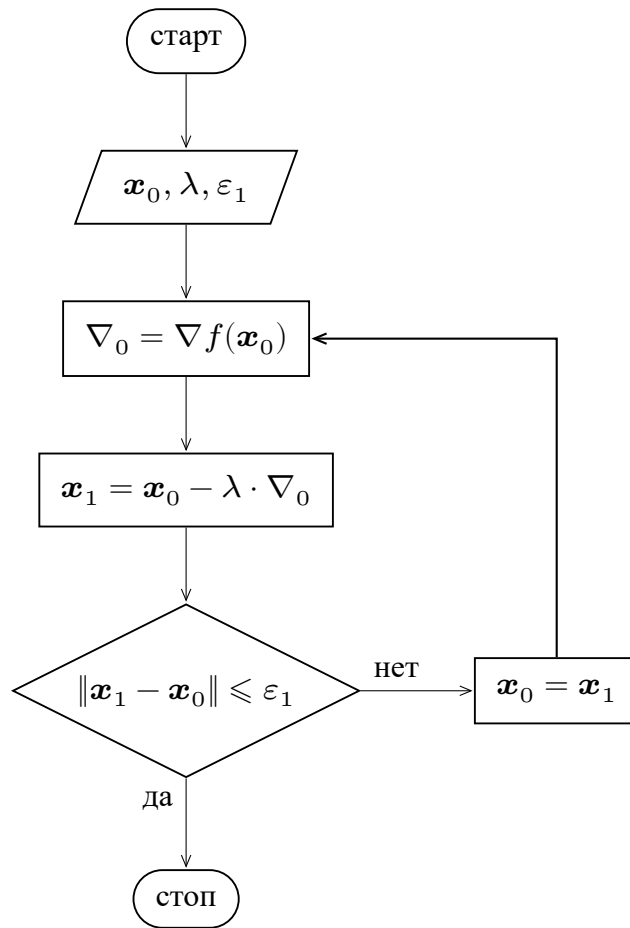 старт
𝒙₀, λ, ε₁
∇₀ = ∇f(𝒙₀)
𝒙₁ = 𝒙₀ − λ · ∇₀
‖𝒙₁ − 𝒙₀‖ ⩽ ε₁
нет
𝒙₀ = 𝒙₁
да
стоп